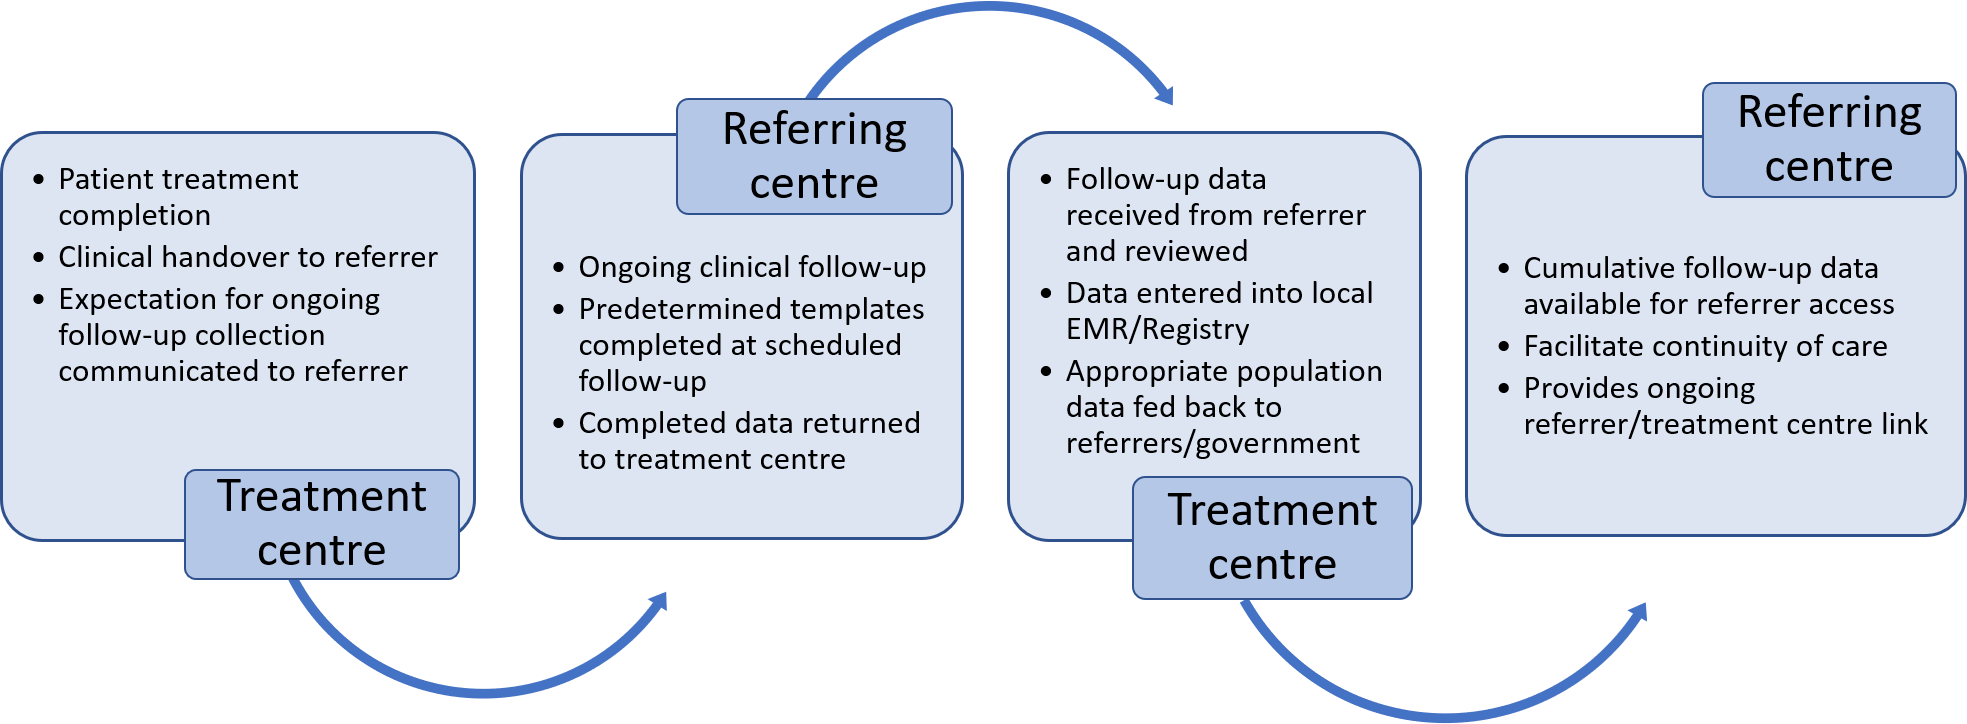 • Patient treatment
completion
• Clinical handover to referrer
• Expectation for ongoing
follow-up collection
communicated to referrer
Treatment
centre
Referring
centre
• Ongoing clinical follow-up
• Predetermined templates
completed at scheduled
follow-up
• Completed data returned
to treatment centre
• Follow-up data
received from referrer
and reviewed
• Data entered into local
EMR/Registry
• Appropriate population
data fed back to
referrers/government
Treatment
centre
Referring
centre
• Cumulative follow-up data
available for referrer access
• Facilitate continuity of care
• Provides ongoing
referrer/treatment centre link